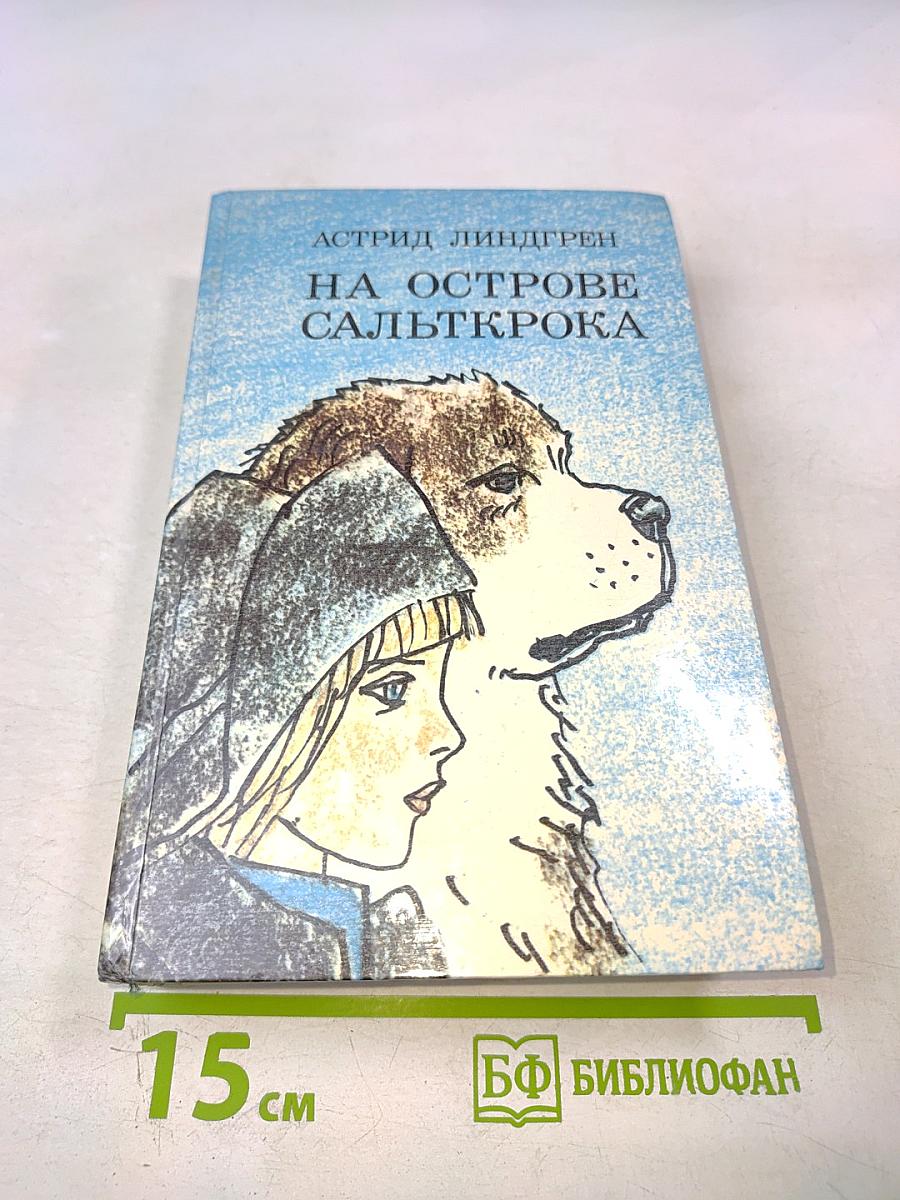 АСТРИД ЛИНДГРЕН
НА ОСТРОВЕ
САЛЬТКРОКА
15 см
БФ БИБЛИОФАН